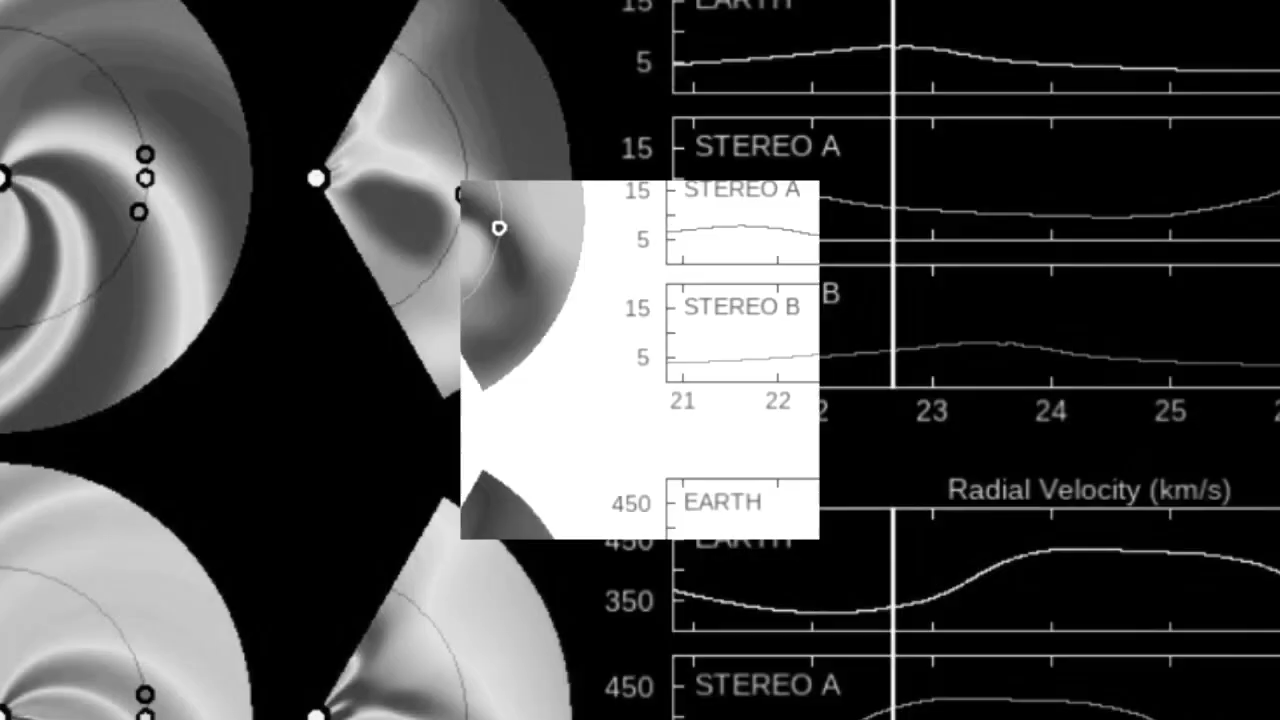 15 EARTH
5
15 STEREO A
15 STEREO A
5
B
15 STEREO B
5
21 22
23 24 25
Radial Velocity (km/s)
450 EARTH
450 EARTH
350
450 STEREO A